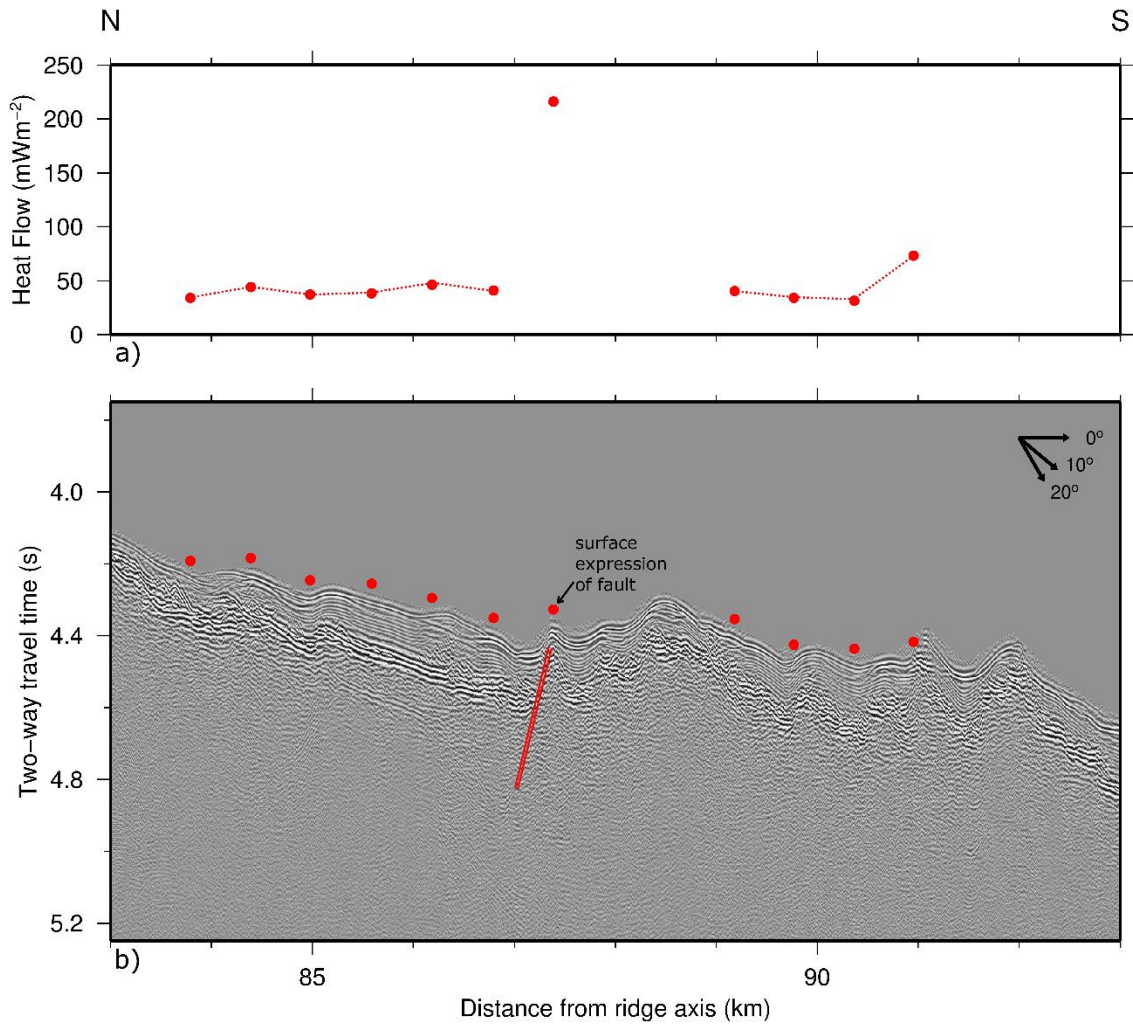 N
S
250
200
150
100
50
0
Heat Flow (mWm⁻²)
a)
4.0
4.4
4.8
5.2
Two−way travel time (s)
0°
10°
20°
surface
expression
of fault
b)
85
90
Distance from ridge axis (km)